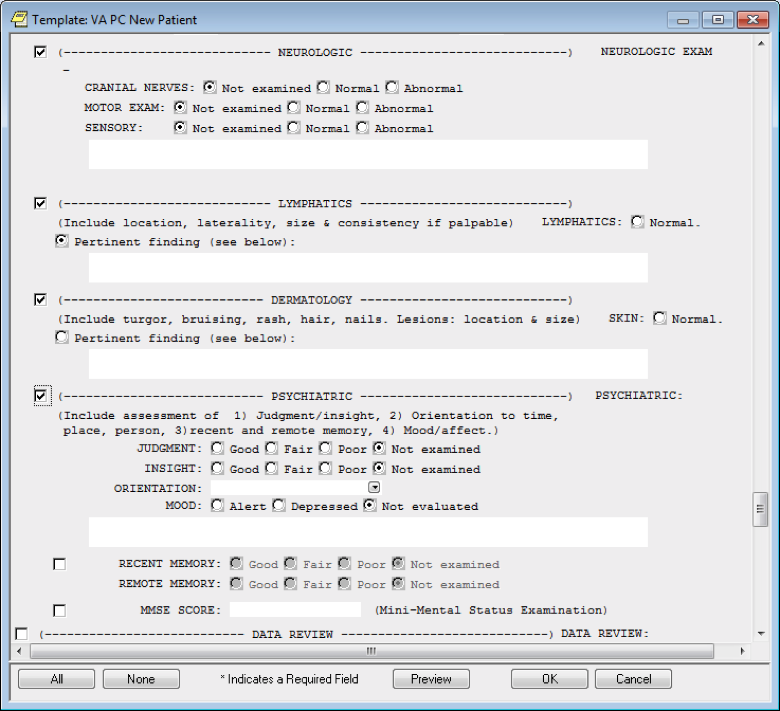 Template: VA PC New Patient
(---------------------------- NEUROLOGIC ----------------------------) NEUROLOGIC EXAM
_
CRANIAL NERVES: Not examined Normal Abnormal
MOTOR EXAM: Not examined Normal Abnormal
SENSORY: Not examined Normal Abnormal
(---------------------------- LYMPHATICS ----------------------------)
(Include location, laterality, size & consistency if palpable) LYMPHATICS: Normal.
Pertinent finding (see below):
(--------------------------- DERMATOLOGY ----------------------------)
(Include turgor, bruising, rash, hair, nails. Lesions: location & size) SKIN: Normal.
Pertinent finding (see below):
(--------------------------- PSYCHIATRIC ----------------------------) PSYCHIATRIC:
(Include assessment of 1) Judgment/insight, 2) Orientation to time,
place, person, 3)recent and remote memory, 4) Mood/affect.)
JUDGMENT: Good Fair Poor Not examined
INSIGHT: Good Fair Poor Not examined
ORIENTATION:
MOOD: Alert Depressed Not evaluated
RECENT MEMORY: Good Fair Poor Not examined
REMOTE MEMORY: Good Fair Poor Not examined
MMSE SCORE: (Mini-Mental Status Examination)
(--------------------------- DATA REVIEW ----------------------------) DATA REVIEW:
All None * Indicates a Required Field Preview OK Cancel